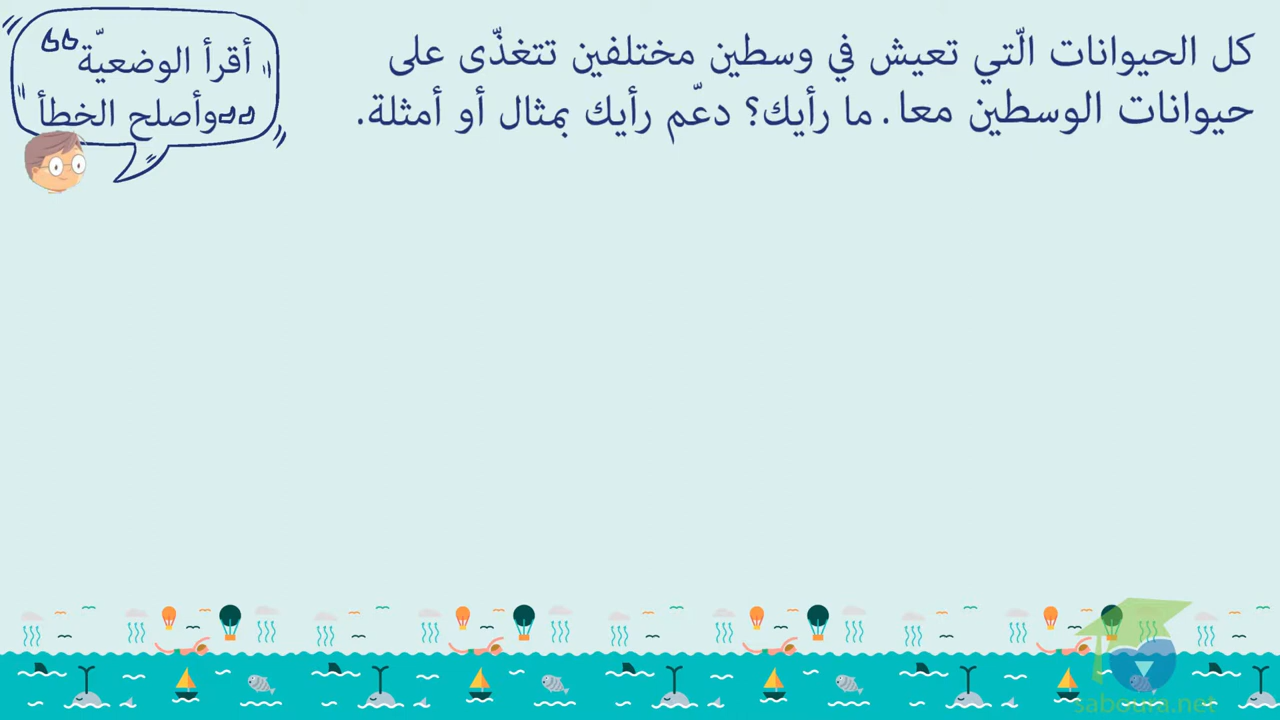 كل الحيوانات الّتي تعيش في وسطين مختلفين تتغذّى على
حيوانات الوسطين معا. ما رأيك؟ دعّم رأيك بمثال أو أمثلة.
أقرأ الوضعيّة
وأصلح الخطأ
saboura.net